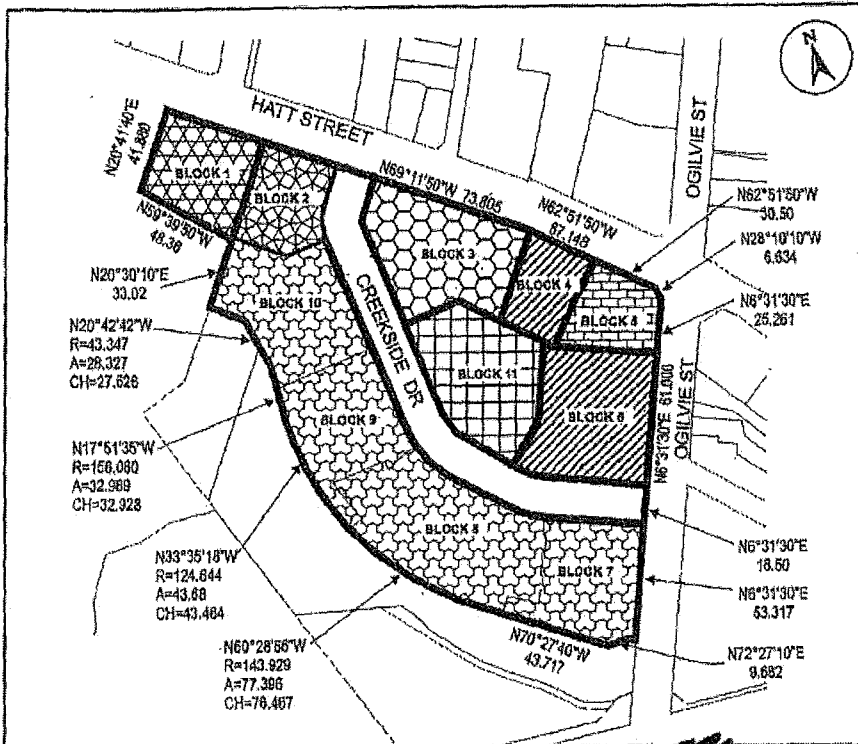 N
HATT STREET
OGILVIE ST
N20°41'40"E
41.880
BLOCK 1
N59°39'50"W
48.36
BLOCK 2
N69°11'50"W 73.805
N62°51'50"W
67.148
N62°51'50"W
30.50
N28°10'10"W
6.634
N6°31'30"E
25.261
BLOCK 3
BLOCK 4
BLOCK 5
N20°30'10"E
33.02
BLOCK 10
CREEKSIDE DR
N20°42'42"W
R=43.347
A=28.327
CH=27.626
BLOCK 11
BLOCK 6
N6°31'30"E 61.000
OGILVIE ST
BLOCK 9
N17°51'35"W
R=156.080
A=32.989
CH=32.928
BLOCK 8
BLOCK 7
N33°35'18"W
R=124.644
A=43.68
CH=43.464
N6°31'30"E
18.50
N6°31'30"E
53.317
N60°28'56"W
R=143.929
A=77.396
CH=76.467
N70°27'40"W
43.717
N72°27'10"E
9.682